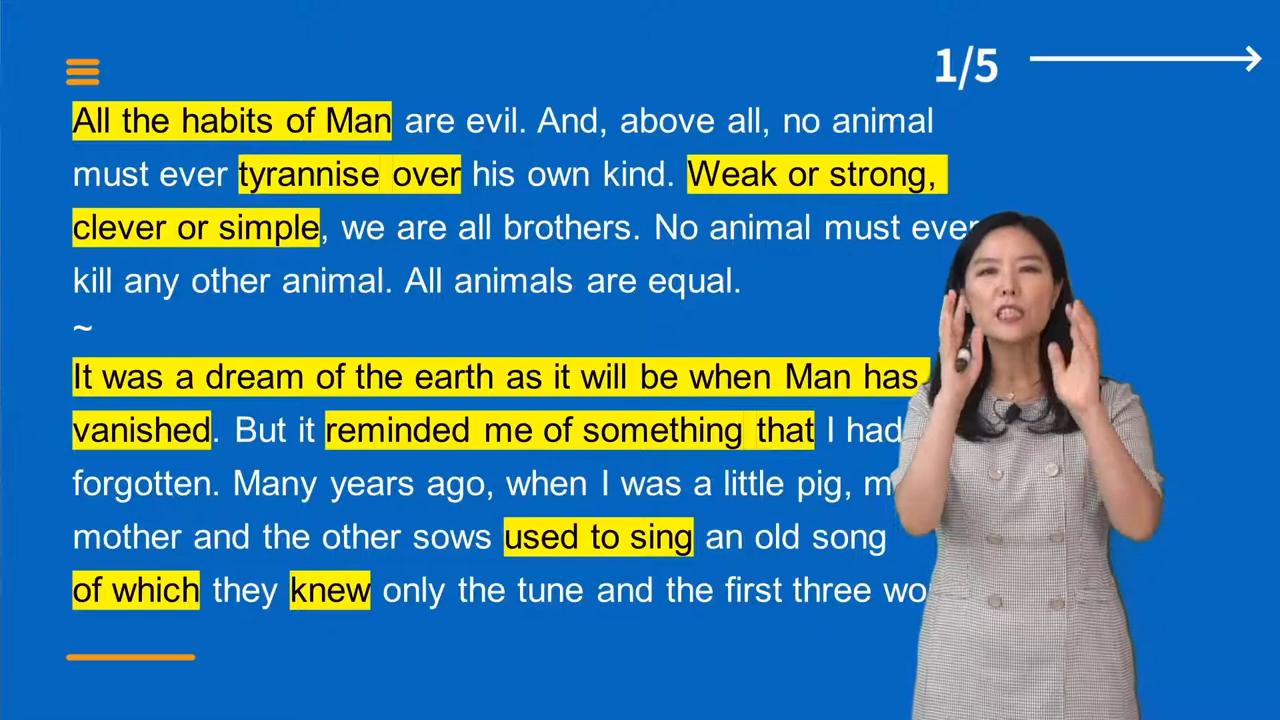 1/5
All the habits of Man are evil. And, above all, no animal
must ever tyrannise over his own kind. Weak or strong,
clever or simple, we are all brothers. No animal must ever
kill any other animal. All animals are equal.
~
It was a dream of the earth as it will be when Man has
vanished. But it reminded me of something that I had
forgotten. Many years ago, when I was a little pig,
mother and the other sows used to sing an old song
of which they knew only the tune and the first three